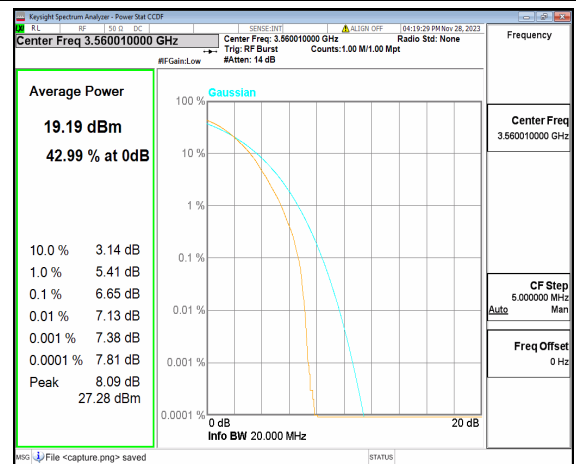 Keysight Spectrum Analyzer - Power Stat CCDF
RL RF 50 Ω DC SENSE:INT ALIGN OFF 04:19:29 PM Nov 28, 2023
Center Freq 3.560010000 GHz
Center Freq: 3.560010000 GHz Radio Std: None
Trig: RF Burst Counts:1.00 M/1.00 Mpt
#IFGain:Low #Atten: 14 dB
Frequency
Average Power
19.19 dBm
42.99 % at 0dB
10.0 % 3.14 dB
1.0 % 5.41 dB
0.1 % 6.65 dB
0.01 % 7.13 dB
0.001 % 7.38 dB
0.0001 % 7.81 dB
Peak 8.09 dB
27.28 dBm
Gaussian
100 %
10 %
1 %
0.1 %
0.01 %
0.001 %
0.0001 %
0 dB 20 dB
Info BW 20.000 MHz
Center Freq
3.560010000 GHz
CF Step
5.000000 MHz
Auto Man
Freq Offset
0 Hz
MSG File <capture.png> saved STATUS